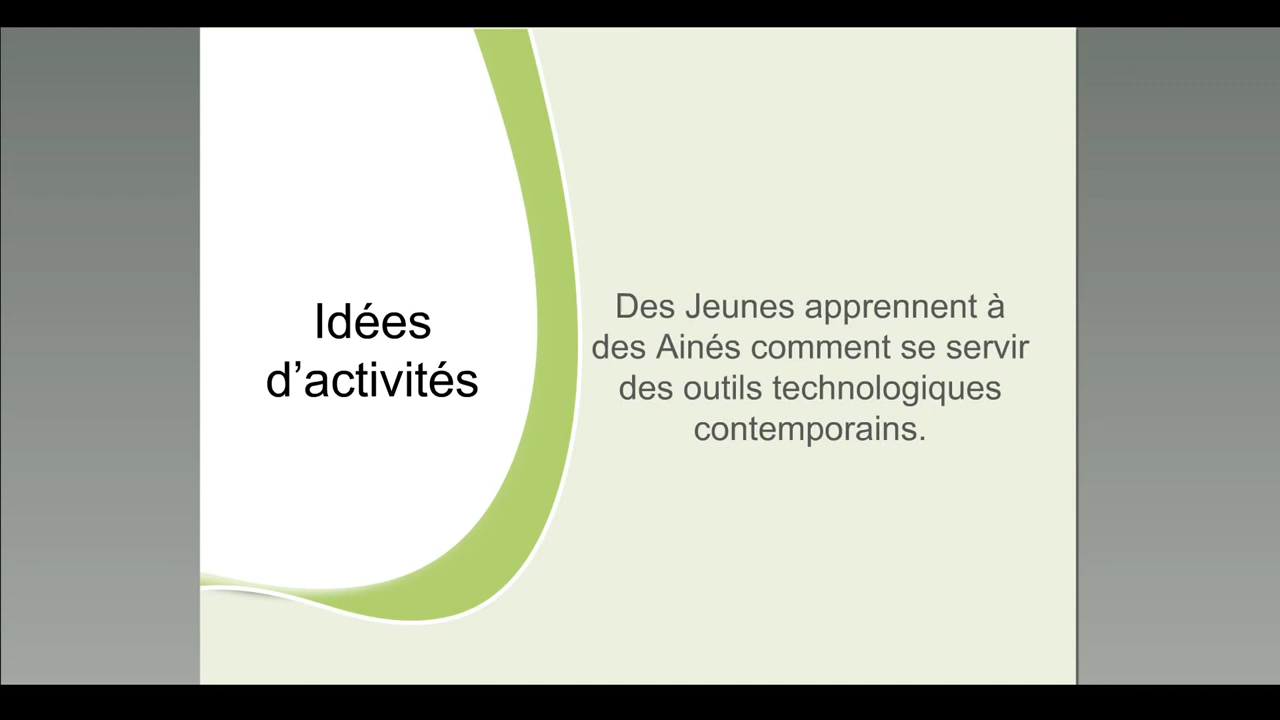 Idées
d’activités
Des Jeunes apprennent à
des Ainés comment se servir
des outils technologiques
contemporains.